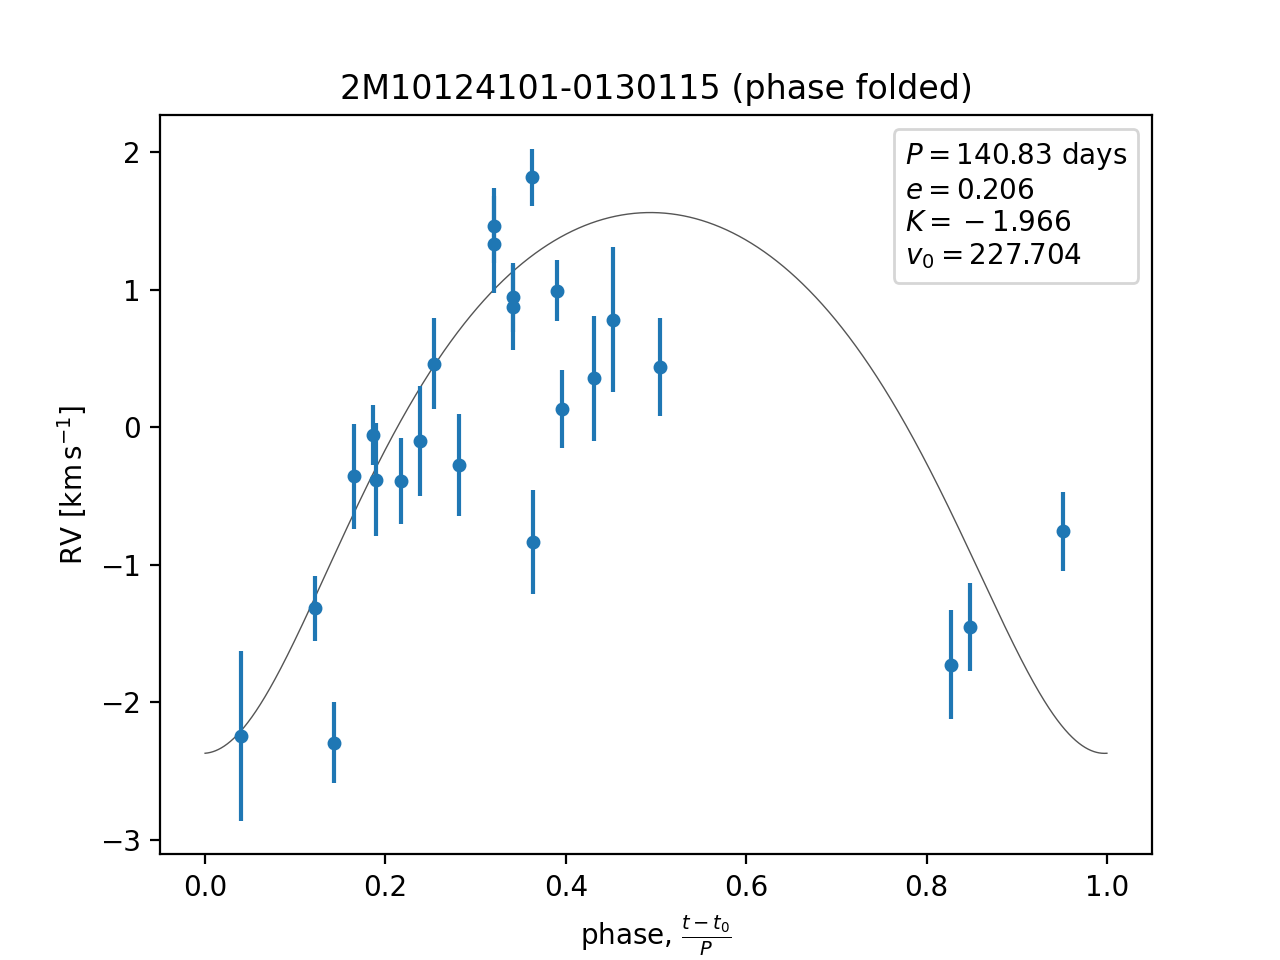 2M10124101-0130115 (phase folded)
P = 140.83 days
e = 0.206
K = −1.966
v₀ = 227.704
2
1
0
−1
−2
−3
RV [km s⁻¹]
0.0 0.2 0.4 0.6 0.8 1.0
phase, (t − t₀)/P